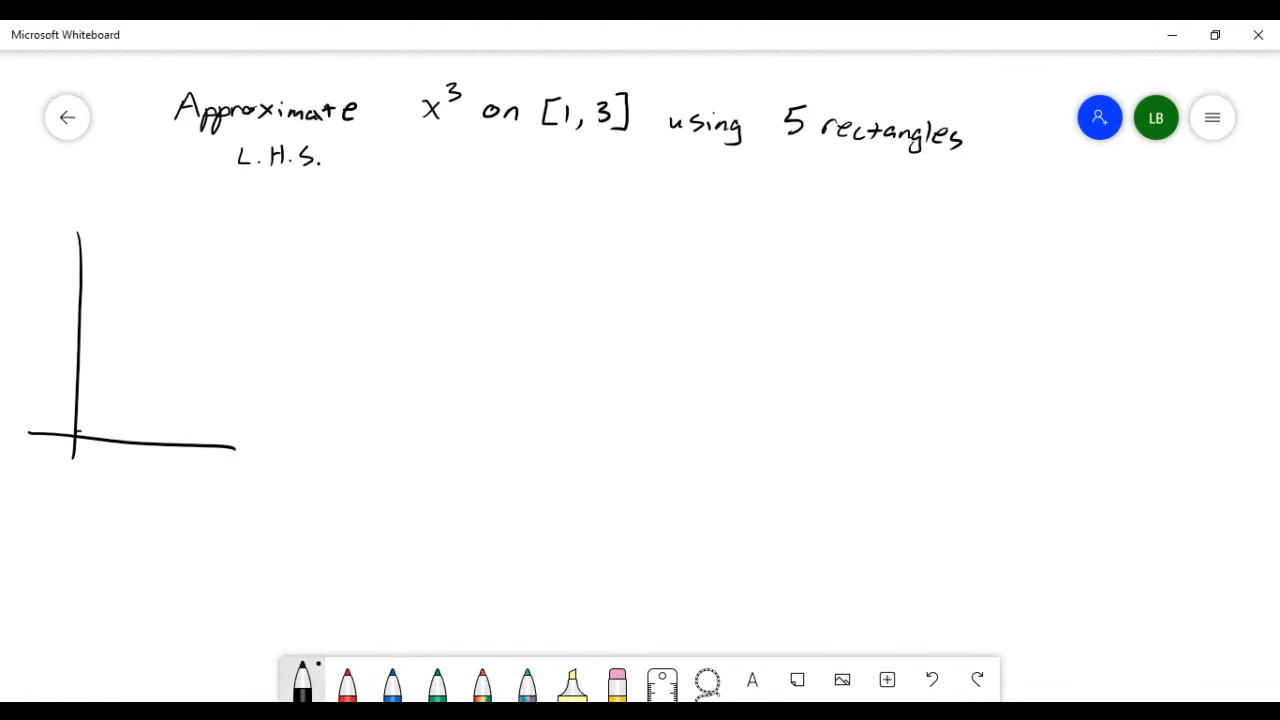 Microsoft Whiteboard
Approximate x³ on [1, 3] using 5 rectangles
L.H.S.
LB
A